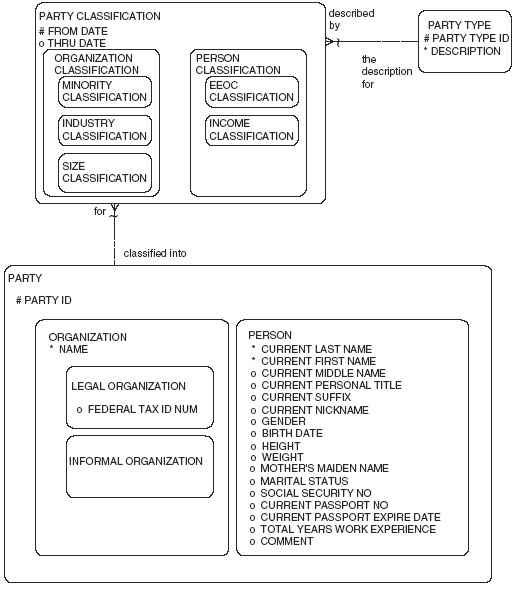 PARTY CLASSIFICATION
# FROM DATE
o THRU DATE
ORGANIZATION
CLASSIFICATION
MINORITY
CLASSIFICATION
INDUSTRY
CLASSIFICATION
SIZE
CLASSIFICATION
PERSON
CLASSIFICATION
EEOC
CLASSIFICATION
INCOME
CLASSIFICATION
described
by
the
description
for
PARTY TYPE
# PARTY TYPE ID
* DESCRIPTION
for
classified into
PARTY
# PARTY ID
ORGANIZATION
* NAME
LEGAL ORGANIZATION
o FEDERAL TAX ID NUM
INFORMAL ORGANIZATION
PERSON
* CURRENT LAST NAME
* CURRENT FIRST NAME
o CURRENT MIDDLE NAME
o CURRENT PERSONAL TITLE
o CURRENT SUFFIX
o CURRENT NICKNAME
o GENDER
o BIRTH DATE
o HEIGHT
o WEIGHT
o MOTHER'S MAIDEN NAME
o MARITAL STATUS
o SOCIAL SECURITY NO
o CURRENT PASSPORT NO
o CURRENT PASSPORT EXPIRE DATE
o TOTAL YEARS WORK EXPERIENCE
o COMMENT